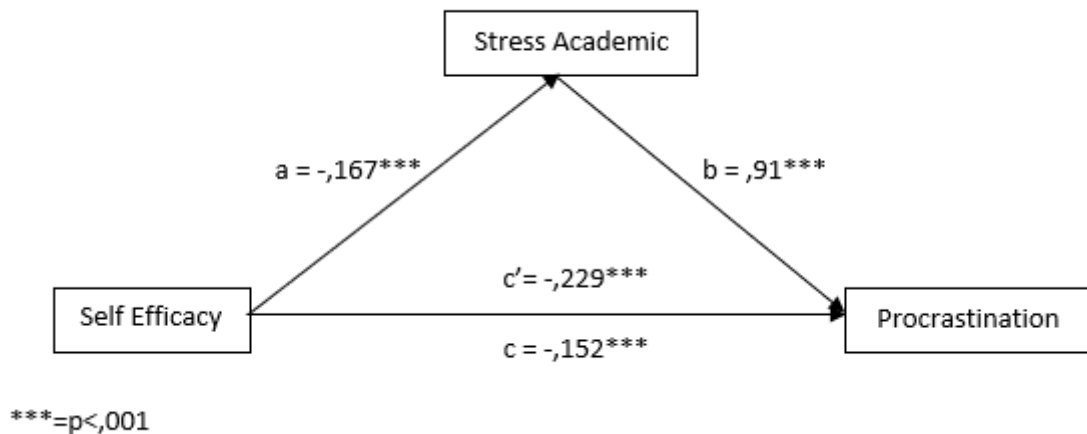 Stress Academic
a = -,167***
b = ,91***
c’= -,229***
Self Efficacy
Procrastination
c = -,152***
***=p<,001